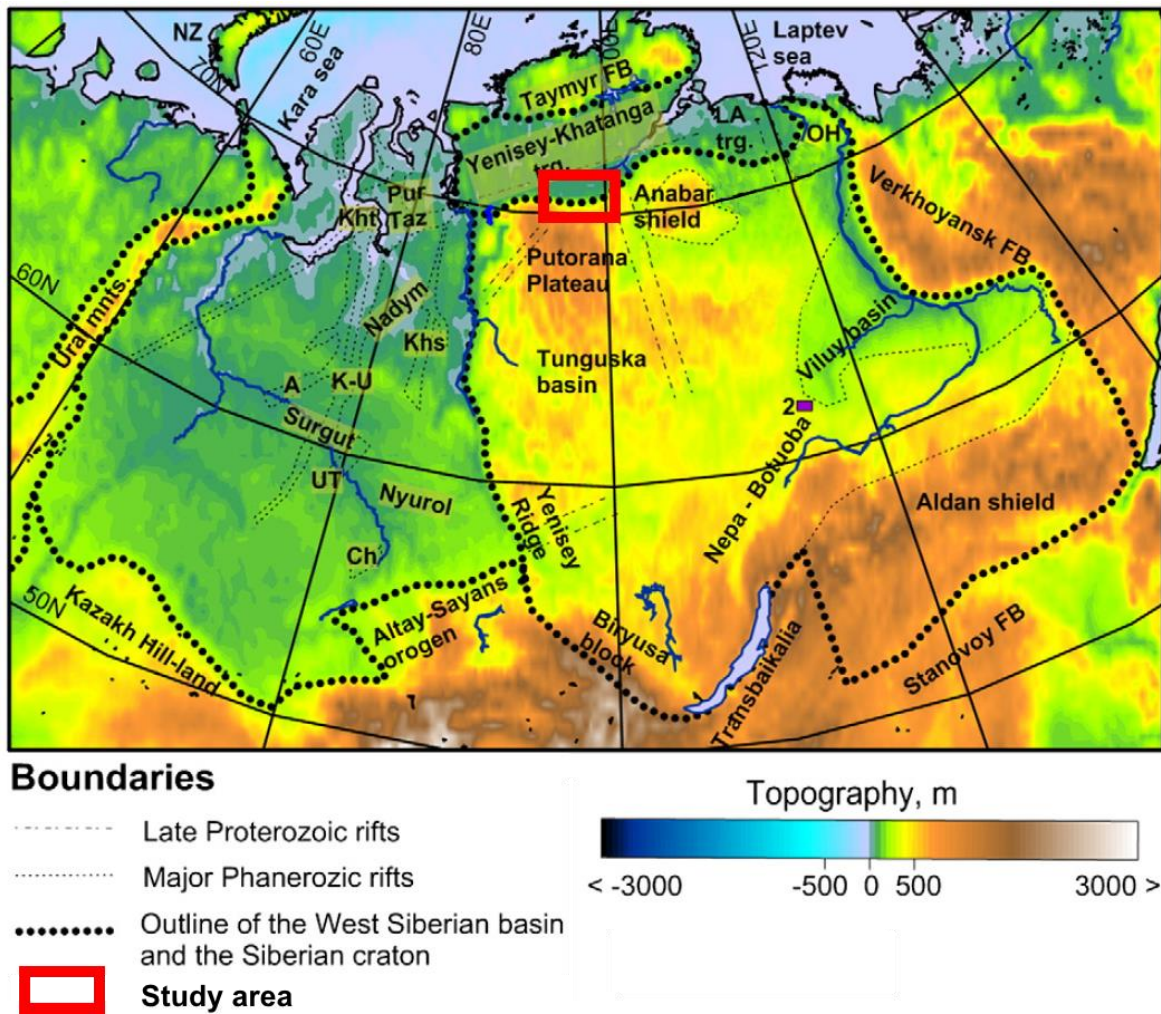 NZ
70N
60E
Kara sea
80E
Taymyr FB
Yenisey-Khatanga
trg.
00E
120E
Laptev
sea
LA
trg.
OH
Verkhoyansk FB
Anabar
shield
Pur
Taz
Kht
60N
Ural mnts.
Putorana
Plateau
Nadym
Khs
Viluy basin
Tunguska
basin
A
K-U
2
Surgut
UT
Nyurol
Nepa - Botuoba
Aldan shield
Yenisey
Ridge
Ch
50N
Kazakh Hill-land
Altay-Sayans
orogen
Biryusa
block
Transbaikalia
Stanovoy FB
Boundaries
Late Proterozoic rifts
Major Phanerozic rifts
Outline of the West Siberian basin
and the Siberian craton
Study area
Topography, m
< -3000 -500 0 500 3000 >